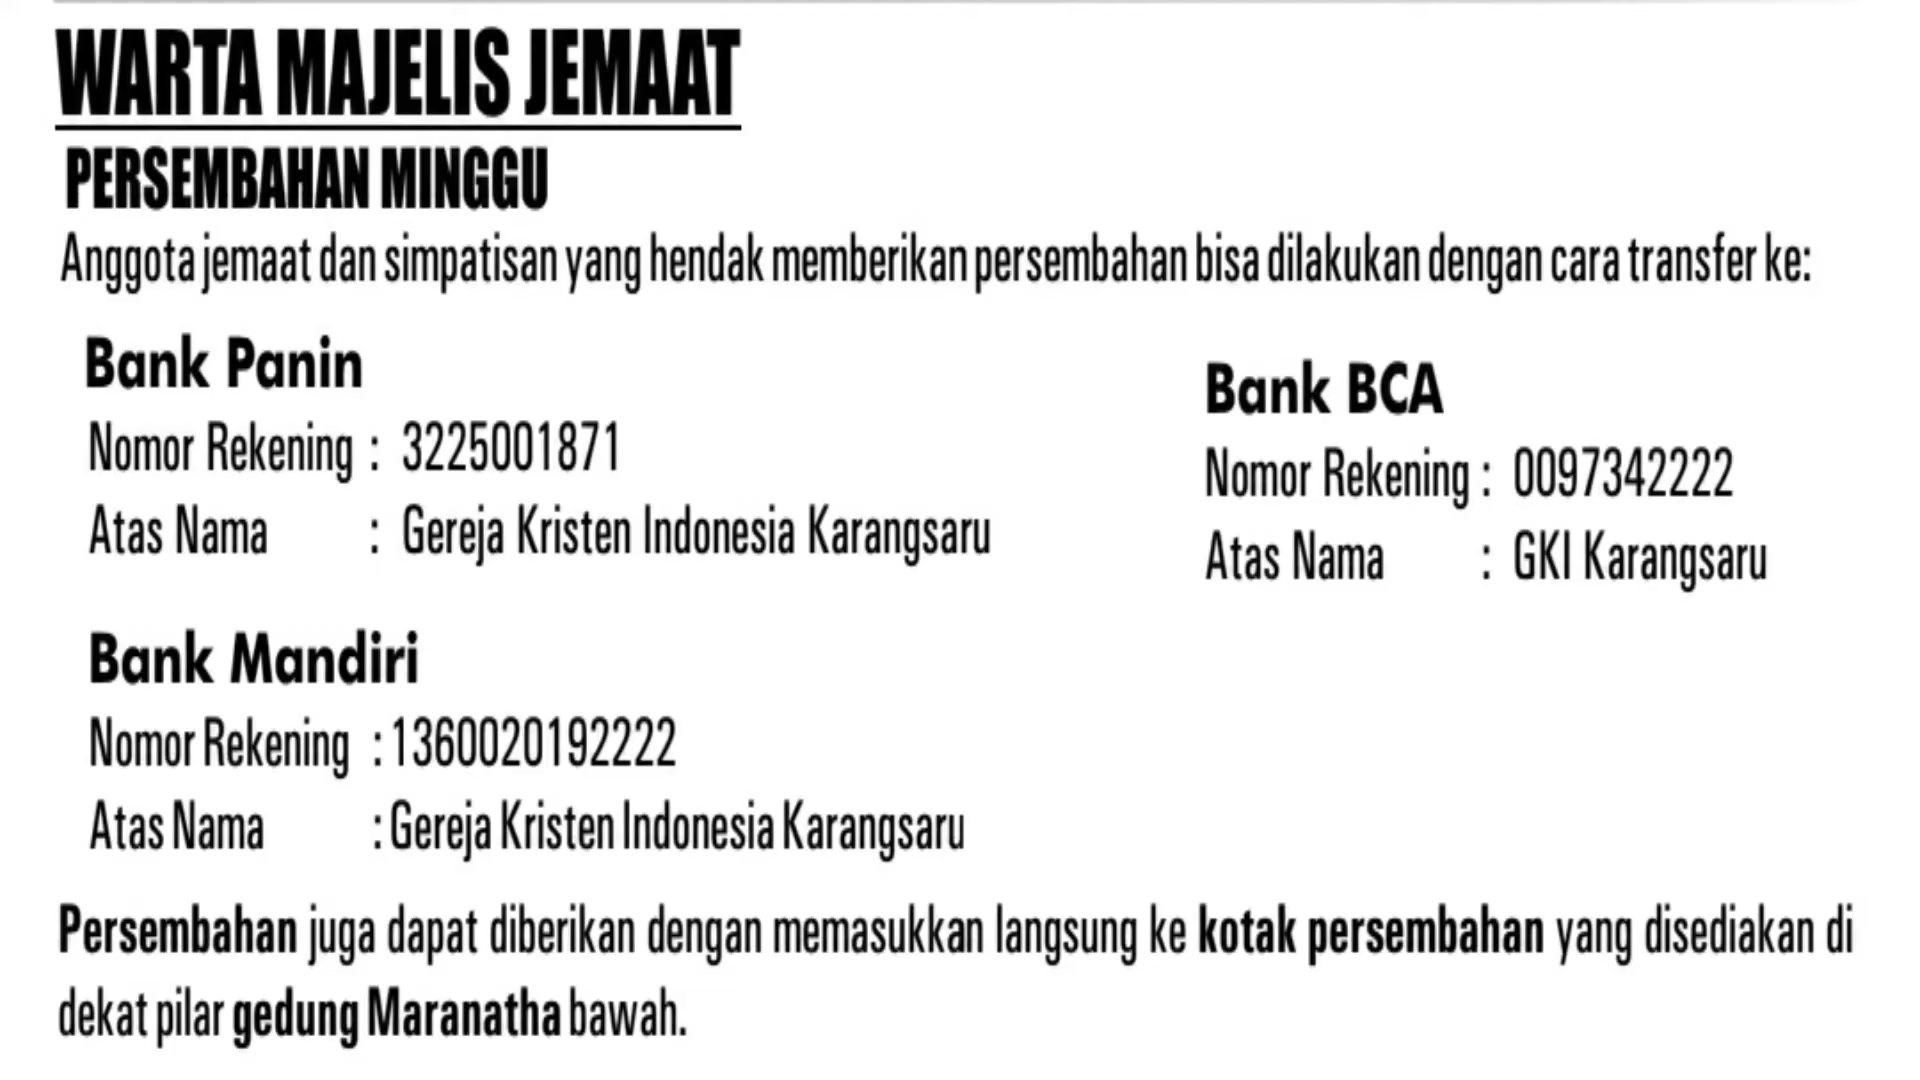 WARTA MAJELIS JEMAAT
PERSEMBAHAN MINGGU
Anggota jemaat dan simpatisan yang hendak memberikan persembahan bisa dilakukan dengan cara transfer ke:
Bank Panin
Nomor Rekening : 3225001871
Atas Nama : Gereja Kristen Indonesia Karangsaru
Bank BCA
Nomor Rekening : 0097342222
Atas Nama : GKI Karangsaru
Bank Mandiri
Nomor Rekening : 1360020192222
Atas Nama : Gereja Kristen Indonesia Karangsaru
Persembahan juga dapat diberikan dengan memasukkan langsung ke kotak persembahan yang disediakan di
dekat pilar gedung Maranatha bawah.